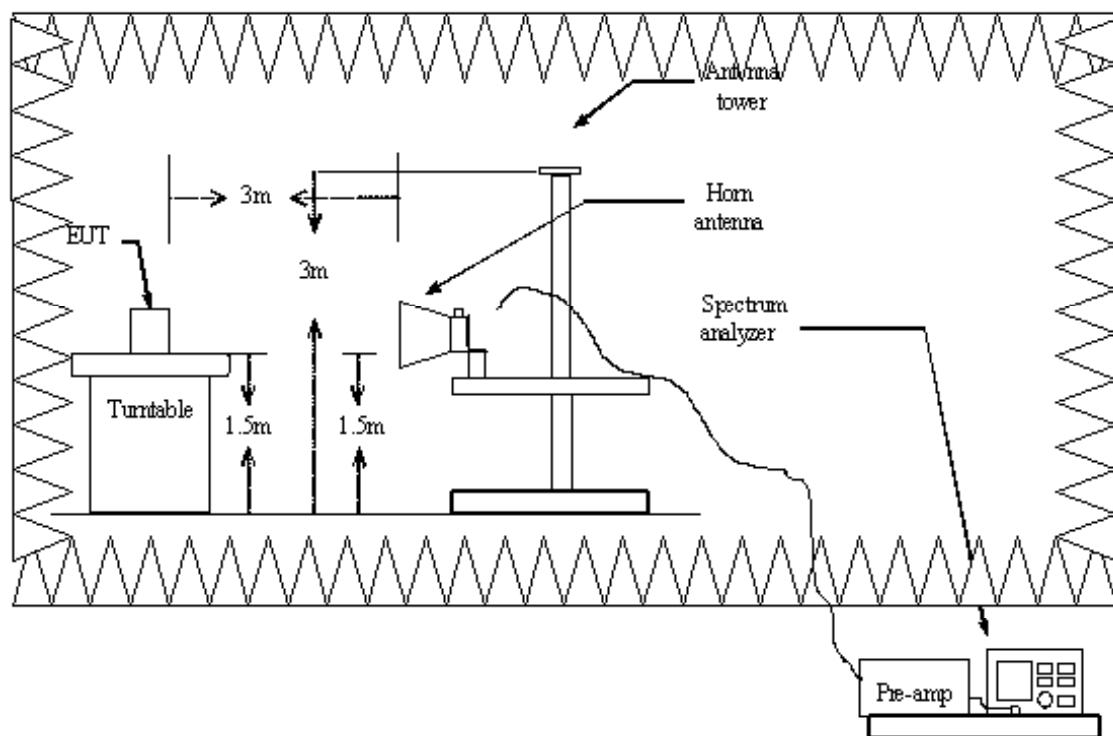 Antenna
tower
3m
Horn
antenna
EUT
3m
Spectrum
analyzer
Turntable
1.5m
1.5m
Pre-amp